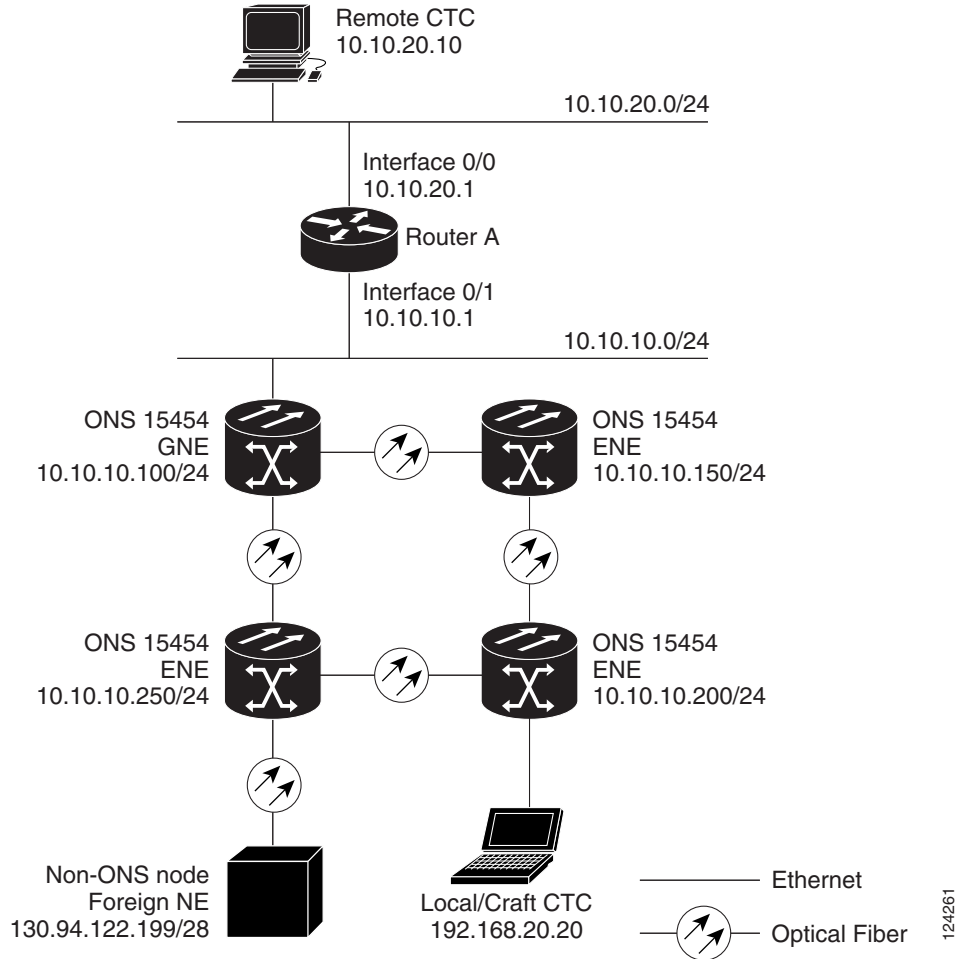 Remote CTC
10.10.20.10
10.10.20.0/24
Interface 0/0
10.10.20.1
Router A
Interface 0/1
10.10.10.1
10.10.10.0/24
ONS 15454
GNE
10.10.10.100/24
ONS 15454
ENE
10.10.10.150/24
ONS 15454
ENE
10.10.10.250/24
ONS 15454
ENE
10.10.10.200/24
Non-ONS node
Foreign NE
130.94.122.199/28
Local/Craft CTC
192.168.20.20
Ethernet
Optical Fiber
124261